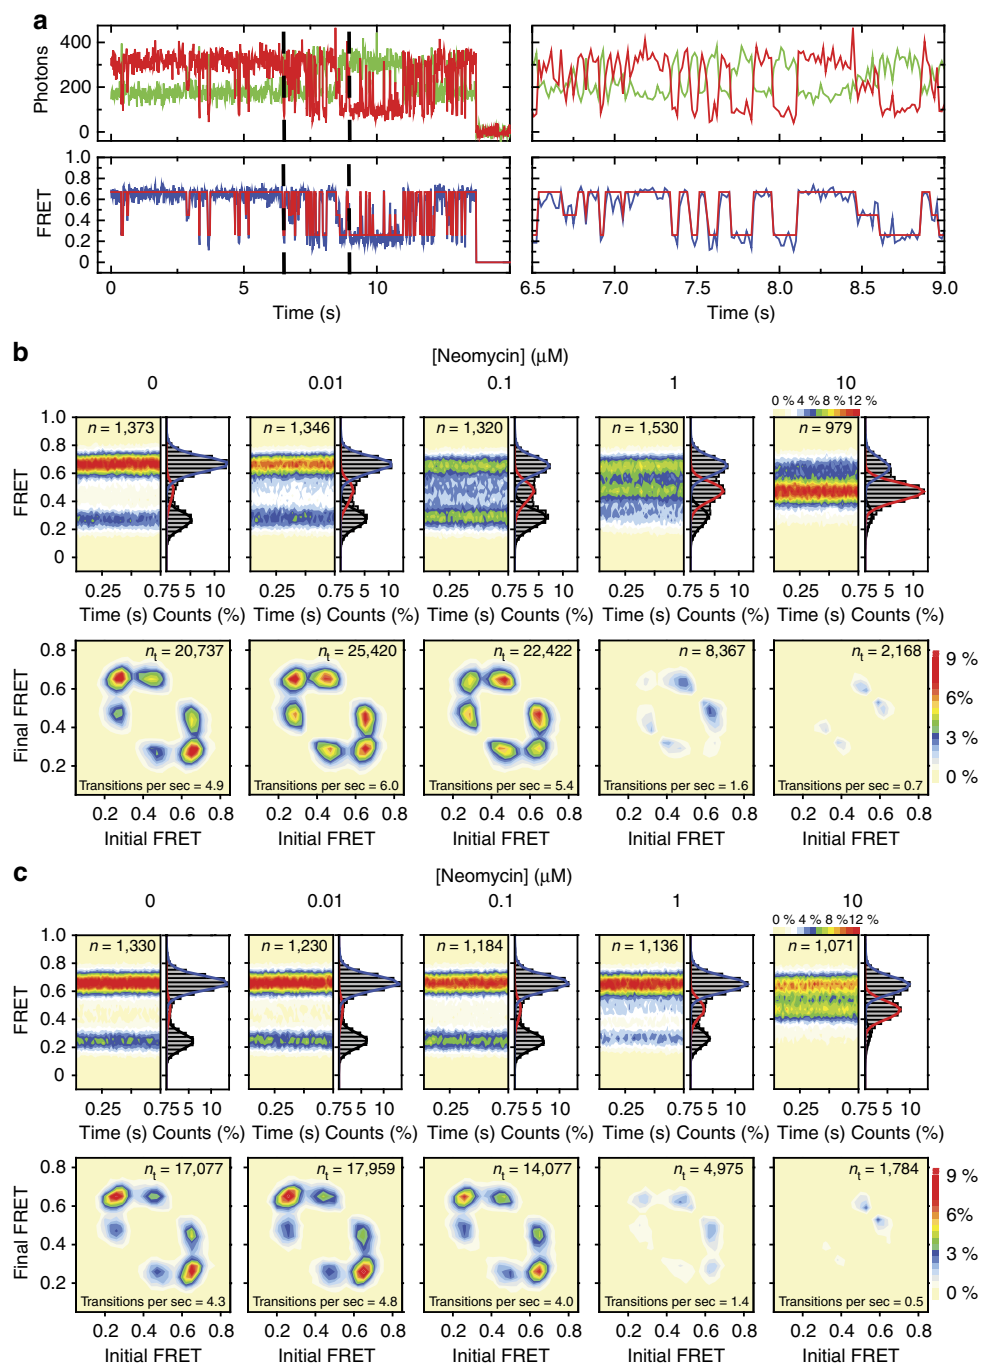 a
Photons
400
200
0
FRET
1.0
0.8
0.6
0.4
0.2
0
0 5 10
Time (s)
6.5 7.0 7.5 8.0 8.5 9.0
Time (s)
b
[Neomycin] (μM)
0 0.01 0.1 1 10
0 % 4 % 8 % 12 %
FRET
1.0
0.8
0.6
0.4
0.2
0
n = 1,373
n = 1,346
n = 1,320
n = 1,530
n = 979
0.25 0.75 5 10
0.25 0.75 5 10
0.25 0.75 5 10
0.25 0.75 5 10
0.25 0.75 5 10
Time (s) Counts (%)
Time (s) Counts (%)
Time (s) Counts (%)
Time (s) Counts (%)
Time (s) Counts (%)
Final FRET
0.8
0.6
0.4
0.2
nt = 20,737
nt = 25,420
nt = 22,422
nt = 8,367
nt = 2,168
Transitions per sec = 4.9
Transitions per sec = 6.0
Transitions per sec = 5.4
Transitions per sec = 1.6
Transitions per sec = 0.7
9 %
6%
3 %
0 %
0.2 0.4 0.6 0.8
0.2 0.4 0.6 0.8
0.2 0.4 0.6 0.8
0.2 0.4 0.6 0.8
0.2 0.4 0.6 0.8
Initial FRET
Initial FRET
Initial FRET
Initial FRET
Initial FRET
c
[Neomycin] (μM)
0 0.01 0.1 1 10
0 % 4 % 8 % 12 %
FRET
1.0
0.8
0.6
0.4
0.2
0
n = 1,330
n = 1,230
n = 1,184
n = 1,136
n = 1,071
0.25 0.75 5 10
0.25 0.75 5 10
0.25 0.75 5 10
0.25 0.75 5 10
0.25 0.75 5 10
Time (s) Counts (%)
Time (s) Counts (%)
Time (s) Counts (%)
Time (s) Counts (%)
Time (s) Counts (%)
Final FRET
0.8
0.6
0.4
0.2
nt = 17,077
nt = 17,959
nt = 14,077
nt = 4,975
nt = 1,784
Transitions per sec = 4.3
Transitions per sec = 4.8
Transitions per sec = 4.0
Transitions per sec = 1.4
Transitions per sec = 0.5
9 %
6%
3 %
0 %
0.2 0.4 0.6 0.8
0.2 0.4 0.6 0.8
0.2 0.4 0.6 0.8
0.2 0.4 0.6 0.8
0.2 0.4 0.6 0.8
Initial FRET
Initial FRET
Initial FRET
Initial FRET
Initial FRET